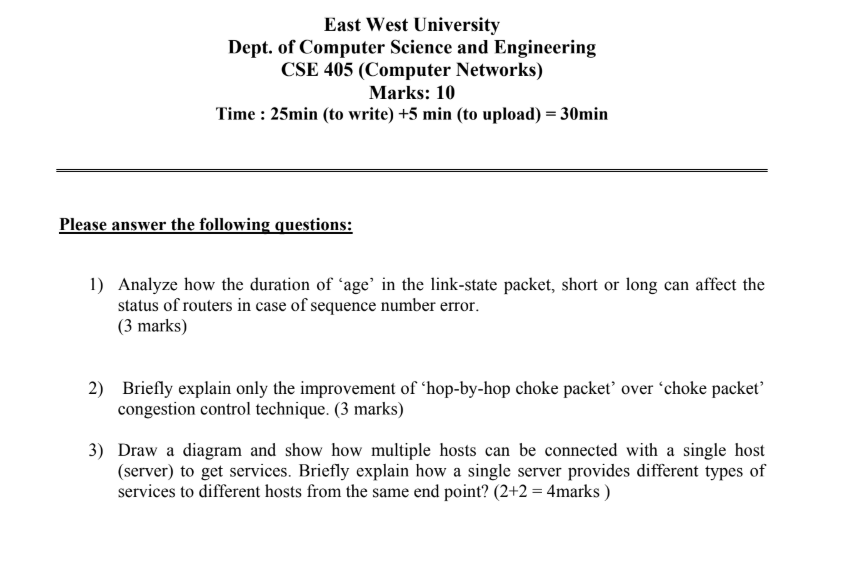 East West University
Dept. of Computer Science and Engineering
CSE 405 (Computer Networks)
Marks: 10
Time : 25min (to write) +5 min (to upload) = 30min
Please answer the following questions:
1) Analyze how the duration of ‘age’ in the link-state packet, short or long can affect the
status of routers in case of sequence number error.
(3 marks)
2) Briefly explain only the improvement of ‘hop-by-hop choke packet’ over ‘choke packet’
congestion control technique. (3 marks)
3) Draw a diagram and show how multiple hosts can be connected with a single host
(server) to get services. Briefly explain how a single server provides different types of
services to different hosts from the same end point? (2+2 = 4marks )